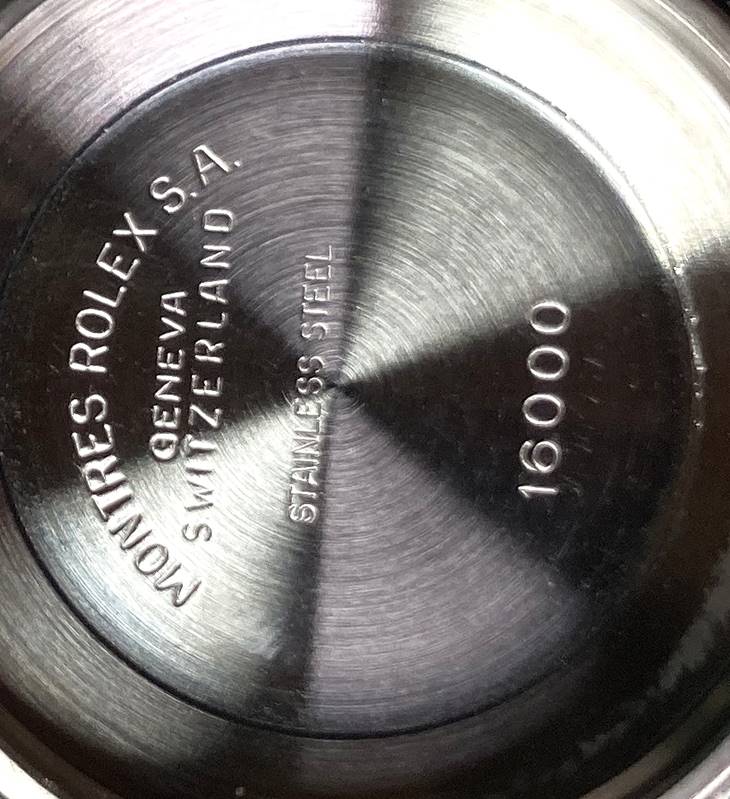 MONTRES ROLEX S.A.
GENEVA
SWITZERLAND
STAINLESS STEEL
16000